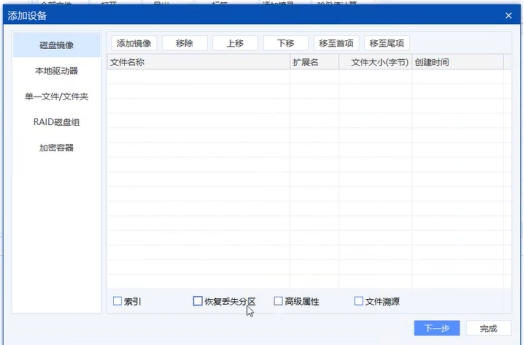 添加设备
磁盘镜像
本地驱动器
单一文件/文件夹
RAID磁盘组
加密容器
添加镜像 移除 上移 下移 移至首项 移至尾项
文件名称 扩展名 文件大小(字节) 创建时间
索引 恢复丢失分区 高级属性 文件溯源
下一步 完成